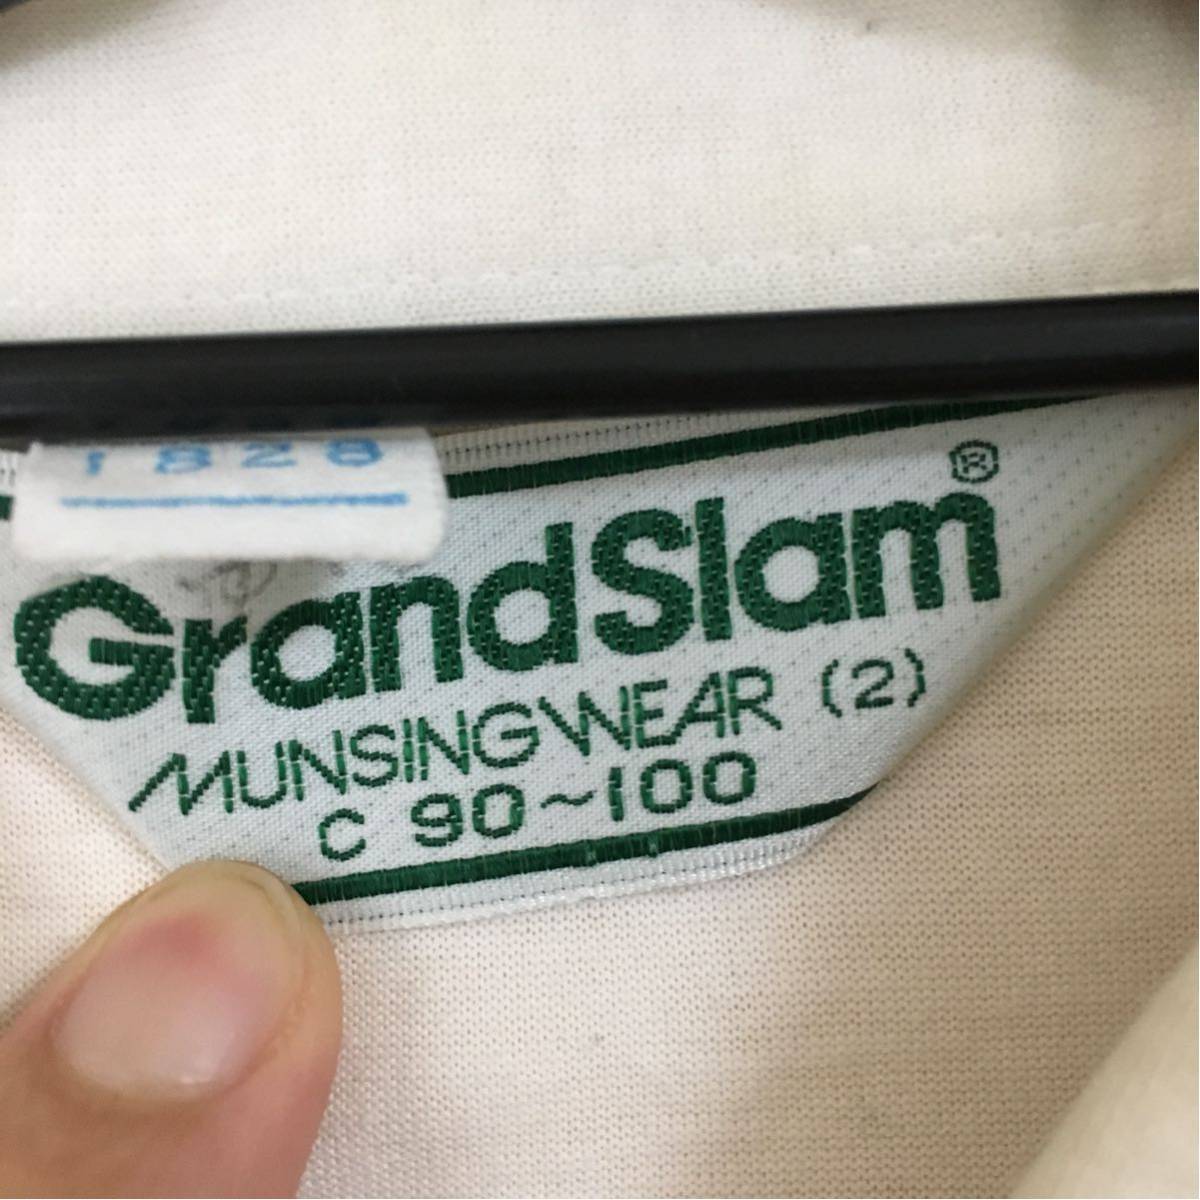 1828
GrandSlam®
MUNSINGWEAR (2)
C 90~100